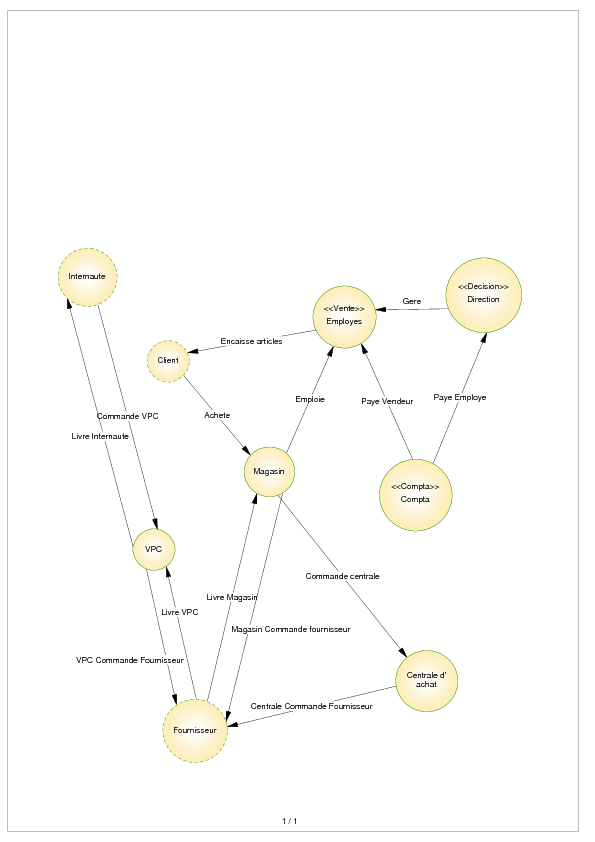 Internaute
<<Decision>>
Direction
<<Vente>>
Employes
Gere
Encaisse articles
Client
Emploie
Paye Vendeur
Paye Employe
Achete
Commande VPC
Livre Internaute
Magasin
<<Compta>>
Compta
VPC
Commande centrale
Livre Magasin
Livre VPC
Magasin Commande fournisseur
VPC Commande Fournisseur
Centrale d'
achat
Centrale Commande Fournisseur
Fournisseur
1 / 1